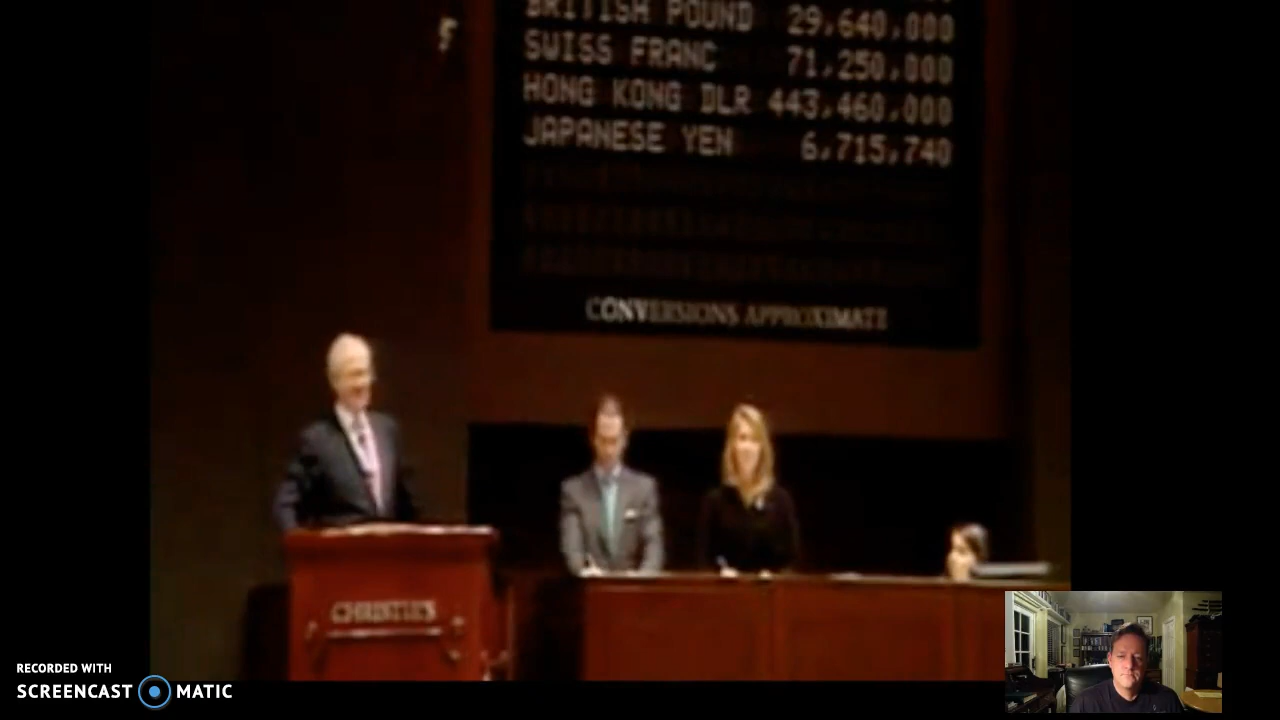 BRITISH POUND 29,640,000
5
SWISS FRANC 71,250,000
HONG KONG DLR 443,460,000
JAPANESE YEN 6,715,740
CONVERSIONS APPROXIMATE
CHRISTIE'S
RECORDED WITH
SCREENCAST MATIC